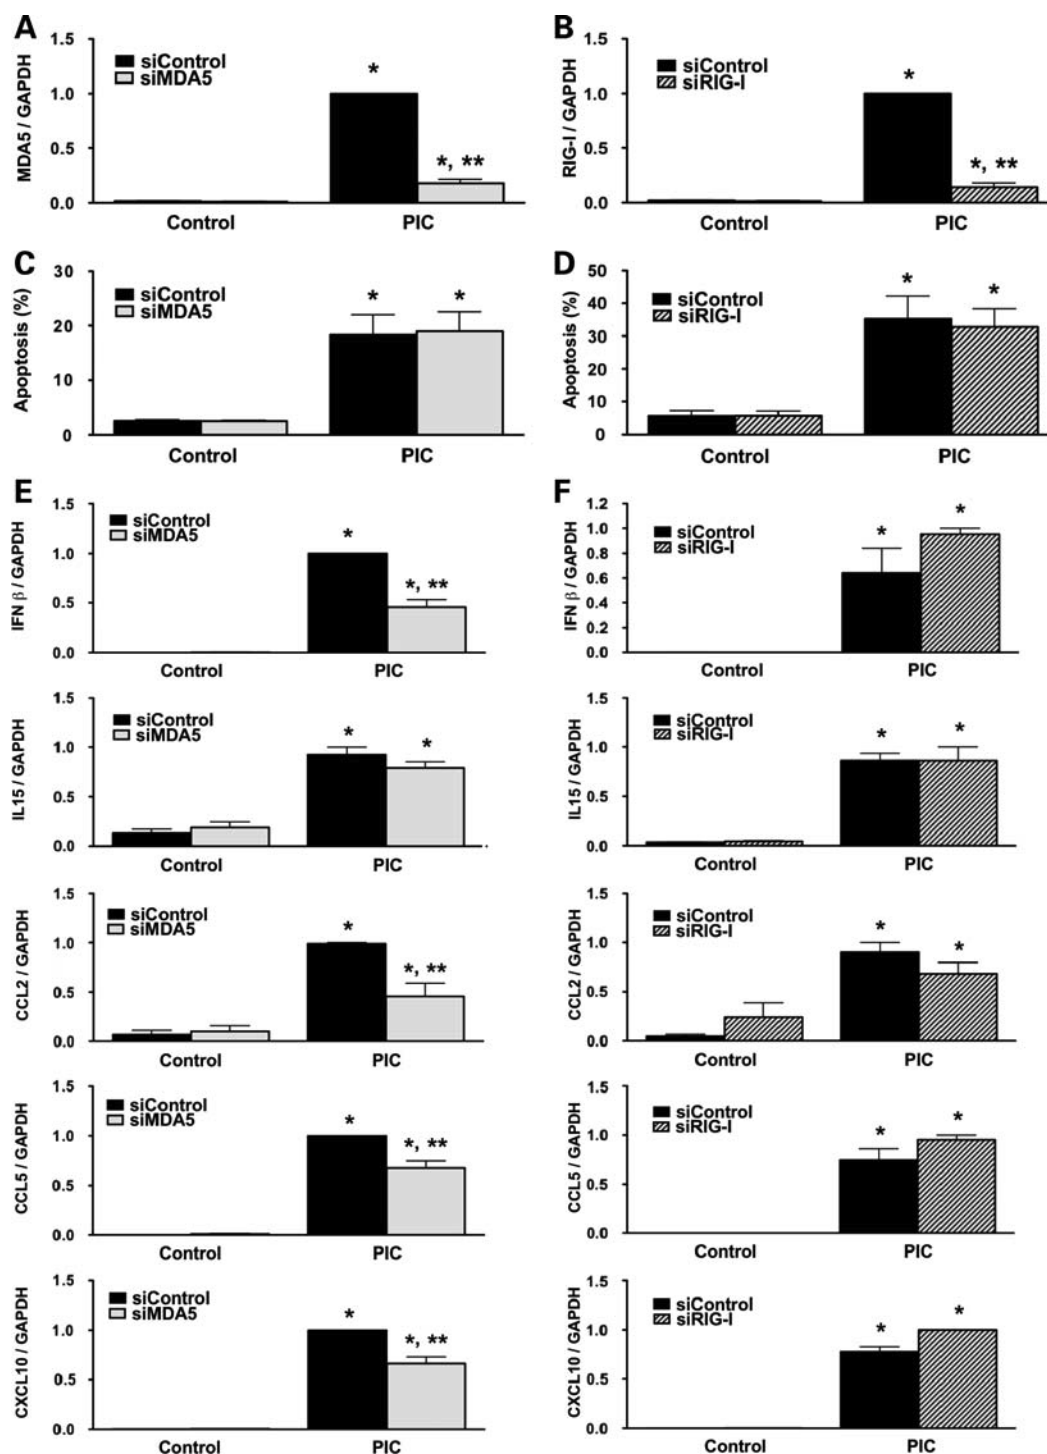 A
MDA5 / GAPDH
1.5
1.0
0.5
0.0
siControl
siMDA5
*
*, **
Control
PIC
B
RIG-I / GAPDH
1.5
1.0
0.5
0.0
siControl
siRIG-I
*
*, **
Control
PIC
C
Apoptosis (%)
30
20
10
0
siControl
siMDA5
*
*
Control
PIC
D
Apoptosis (%)
50
40
30
20
10
0
siControl
siRIG-I
*
*
Control
PIC
E
IFN β / GAPDH
1.5
1.0
0.5
0.0
siControl
siMDA5
*
*, **
Control
PIC
IL15 / GAPDH
1.5
1.0
0.5
0.0
siControl
siMDA5
*
*
Control
PIC
CCL2 / GAPDH
1.5
1.0
0.5
0.0
siControl
siMDA5
*
*, **
Control
PIC
CCL5 / GAPDH
1.5
1.0
0.5
0.0
siControl
siMDA5
*
*, **
Control
PIC
CXCL10 / GAPDH
1.5
1.0
0.5
0.0
siControl
siMDA5
*
*, **
Control
PIC
F
IFN β / GAPDH
1.2
1.0
0.8
0.6
0.4
0.2
0.0
siControl
siRIG-I
*
*
Control
PIC
IL15 / GAPDH
1.5
1.0
0.5
0.0
siControl
siRIG-I
*
*
Control
PIC
CCL2 / GAPDH
1.5
1.0
0.5
0.0
siControl
siRIG-I
*
*
Control
PIC
CCL5 / GAPDH
1.5
1.0
0.5
0.0
siControl
siRIG-I
*
*
Control
PIC
CXCL10 / GAPDH
1.5
1.0
0.5
0.0
siControl
siRIG-I
*
*
Control
PIC